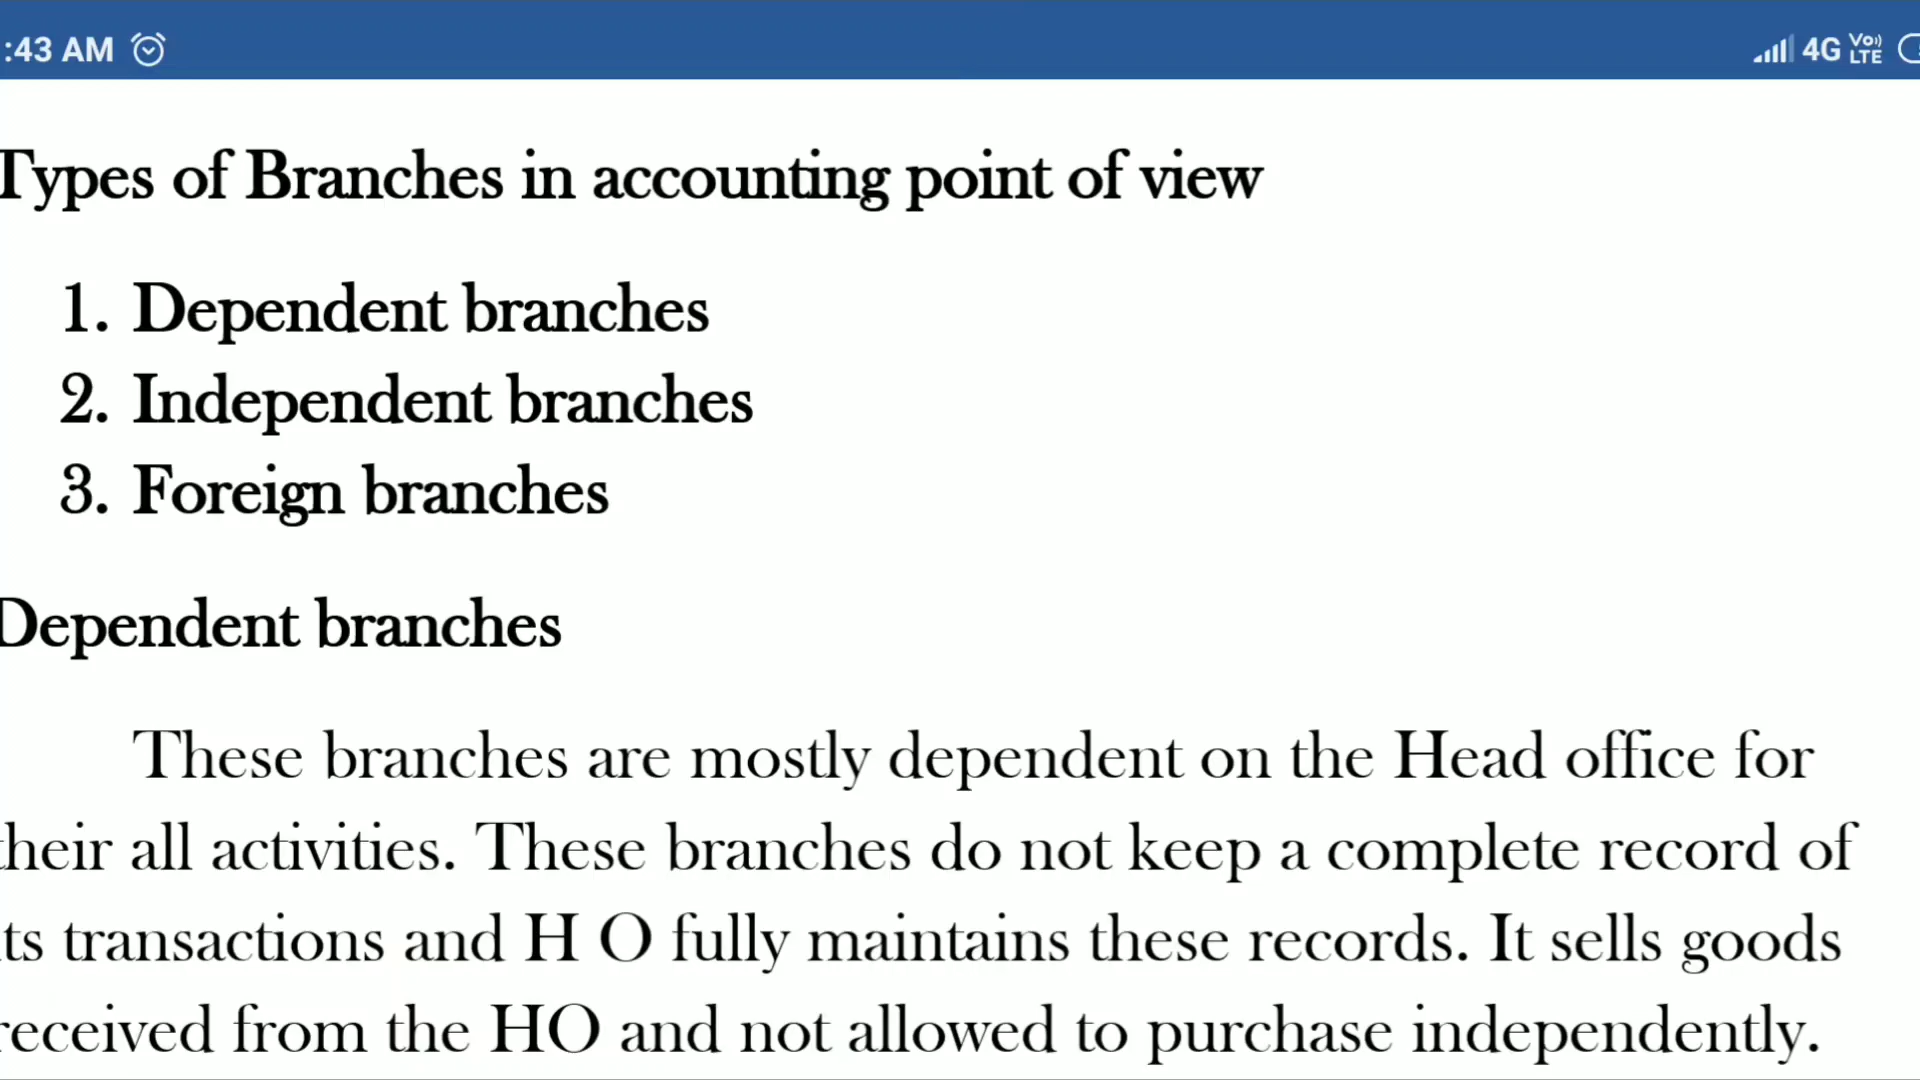 :43 AM 4G Vo) LTE
Types of Branches in accounting point of view
1. Dependent branches
2. Independent branches
3. Foreign branches
Dependent branches
These branches are mostly dependent on the Head office for
their all activities. These branches do not keep a complete record of
ts transactions and H O fully maintains these records. It sells goods
received from the HO and not allowed to purchase independently.